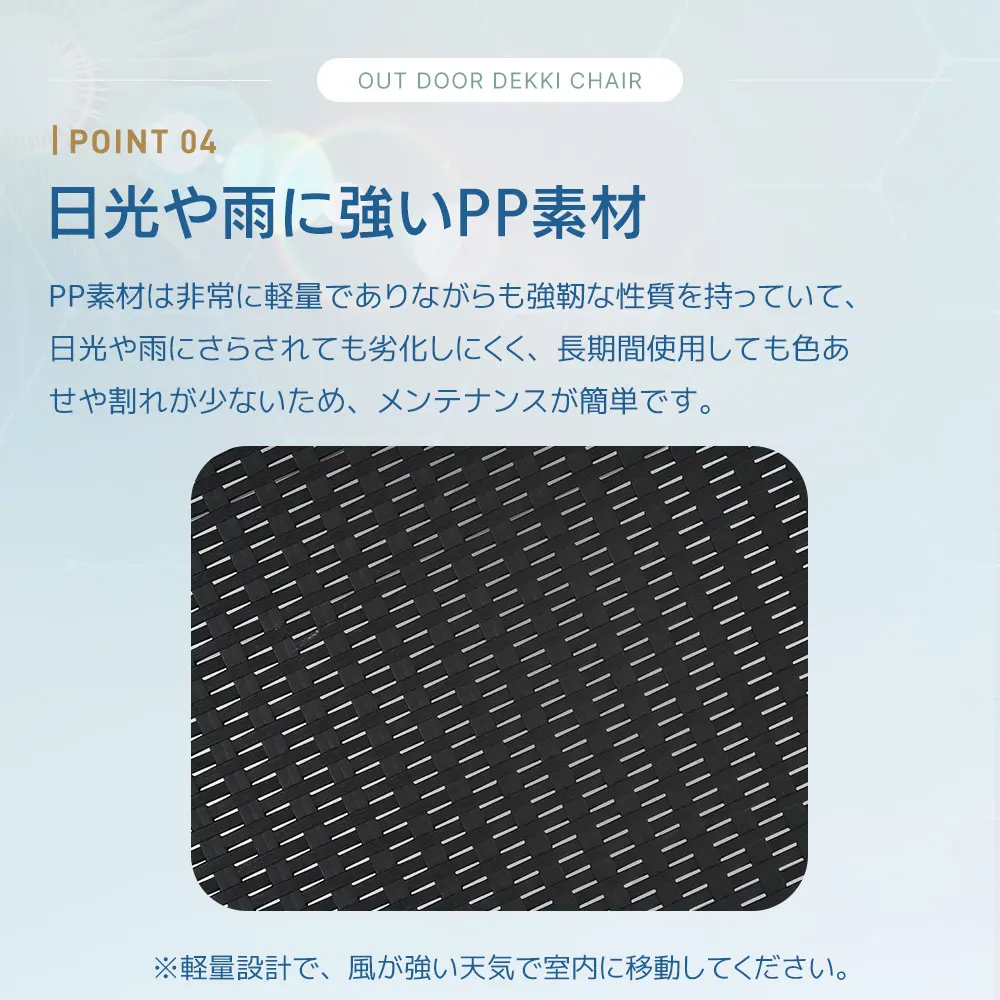 OUT DOOR DEKKI CHAIR
POINT 04
日光や雨に強いPP素材
PP素材は非常に軽量でありながらも強靭な性質を持っていて、
日光や雨にさらされても劣化しにくく、長期間使用しても色あ
せや割れが少ないため、メンテナンスが簡単です。
※軽量設計で、風が強い天気で室内に移動してください。